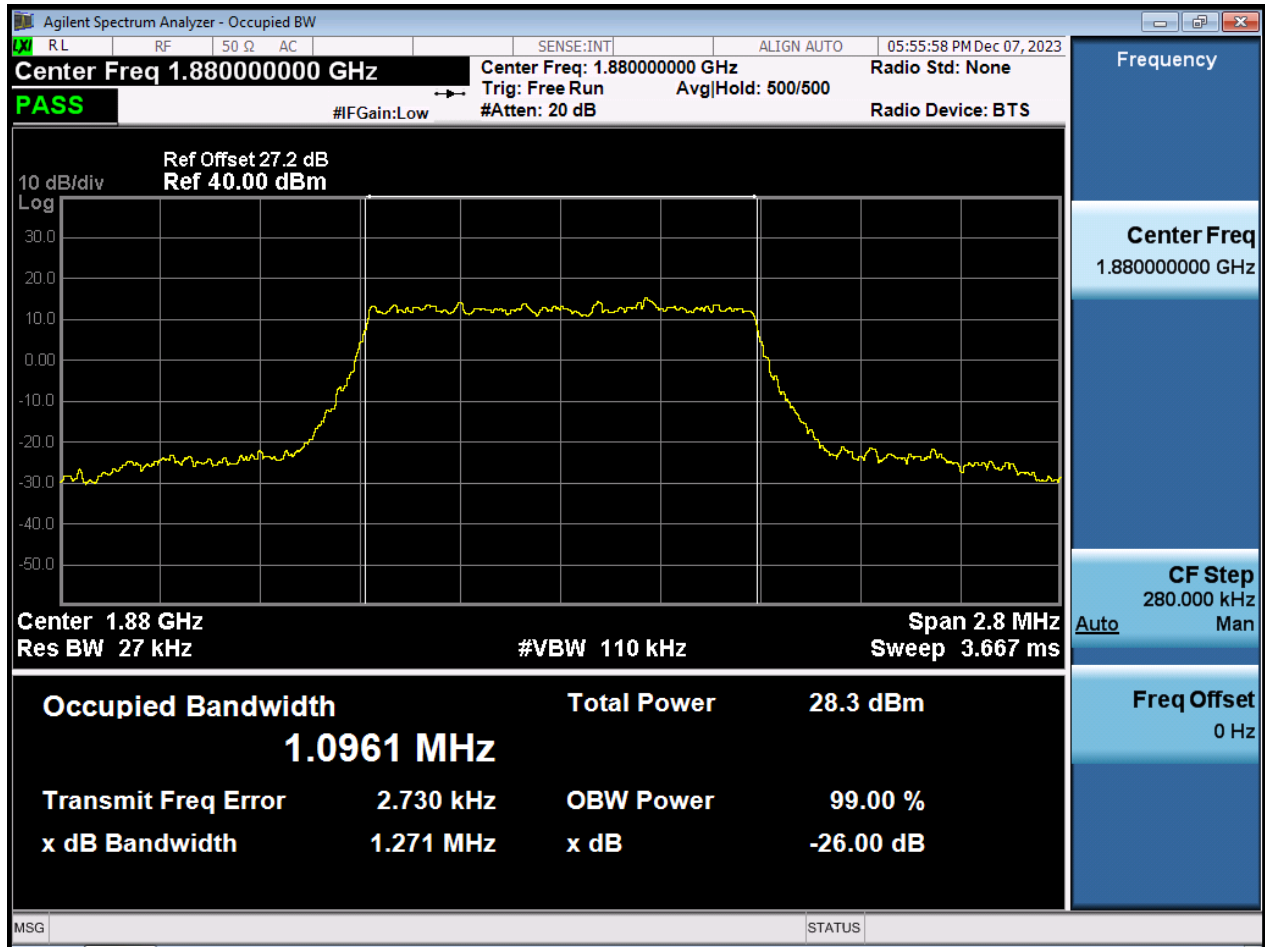 Agilent Spectrum Analyzer - Occupied BW
LXI RL RF 50 Ω AC SENSE:INT ALIGN AUTO 05:55:58 PM Dec 07, 2023
Center Freq 1.880000000 GHz
PASS
#IFGain:Low
Center Freq: 1.880000000 GHz
Trig: Free Run Avg|Hold: 500/500
#Atten: 20 dB
Radio Std: None
Radio Device: BTS
Ref Offset 27.2 dB
10 dB/div Ref 40.00 dBm
Log
30.0
20.0
10.0
0.00
-10.0
-20.0
-30.0
-40.0
-50.0
Center 1.88 GHz Span 2.8 MHz
Res BW 27 kHz #VBW 110 kHz Sweep 3.667 ms
Occupied Bandwidth Total Power 28.3 dBm
1.0961 MHz
Transmit Freq Error 2.730 kHz OBW Power 99.00 %
x dB Bandwidth 1.271 MHz x dB -26.00 dB
Frequency
Center Freq
1.880000000 GHz
CF Step
280.000 kHz
Auto Man
Freq Offset
0 Hz
MSG STATUS